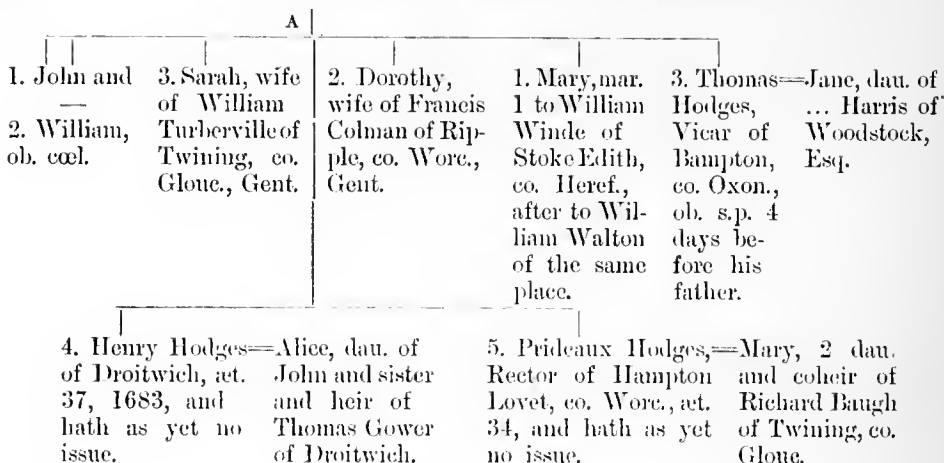 A
1. John and
—
2. William,
ob. cœl.
3. Sarah, wife
of William
Turberville of
Twining, co.
Glouc., Gent.
2. Dorothy,
wife of Francis
Colman of Rip-
ple, co. Worc.,
Gent.
1. Mary, mar.
1 to William
Winde of
Stoke Edith,
co. Heref.,
after to Wil-
liam Walton
of the same
place.
3. Thomas=Jane, dau. of
Hodges,
Vicar of
Bampton,
co. Oxon.,
ob. s.p. 4
days be-
fore his
father.
... Harris of
Woodstock,
Esq.
4. Henry Hodges=Alice, dau. of
of Droitwich, æt.
37, 1683, and
hath as yet no
issue.
John and sister
and heir of
Thomas Gower
of Droitwich.
5. Prideaux Hodges,=Mary, 2 dau.
Rector of Hampton
Lovet, co. Worc., æt.
34, and hath as yet
no issue.
and coheir of
Richard Baugh
of Twining, co.
Glouc.